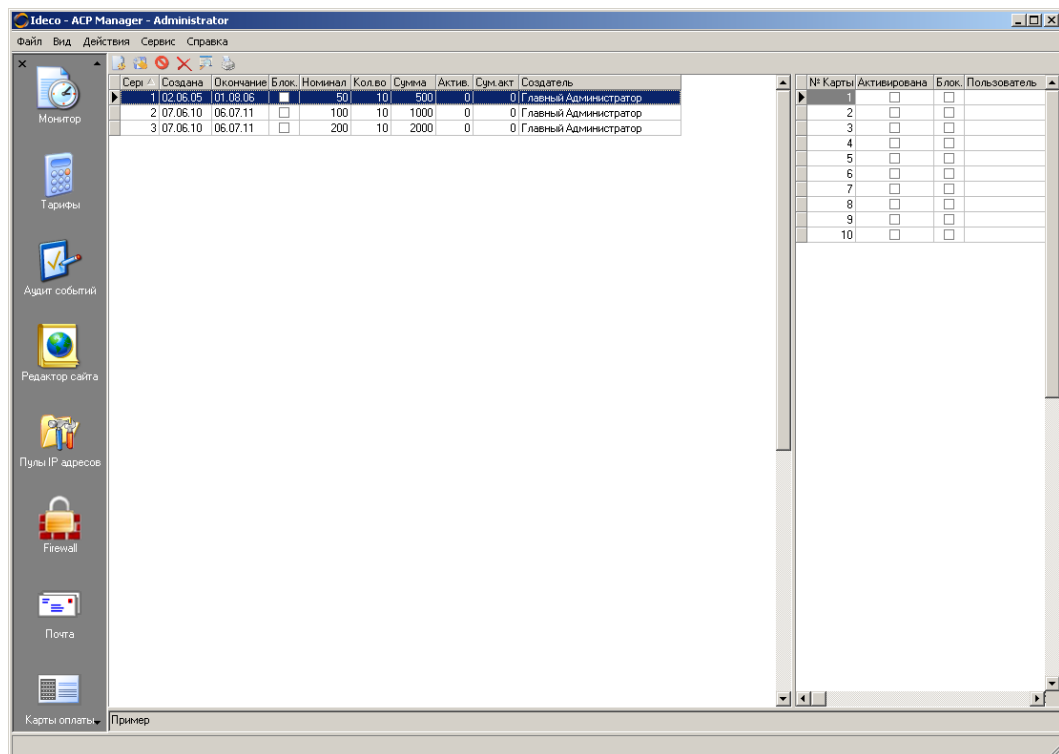 Ideco - ACP Manager - Administrator
Файл Вид Действия Сервис Справка
Монитор
Тарифы
Аудит событий
Редактор сайта
Пулы IP адресов
Firewall
Почта
Карты оплаты
Сери Создана Окончание Блок. Номинал Кол.во Сумма Актив. Сум.акт Создатель
1 02.06.05 01.08.06 50 10 500 0 0 Главный Администратор
2 07.06.10 06.07.11 100 10 1000 0 0 Главный Администратор
3 07.06.10 06.07.11 200 10 2000 0 0 Главный Администратор
№ Карты Активирована Блок. Пользователь
1
2
3
4
5
6
7
8
9
10
Пример